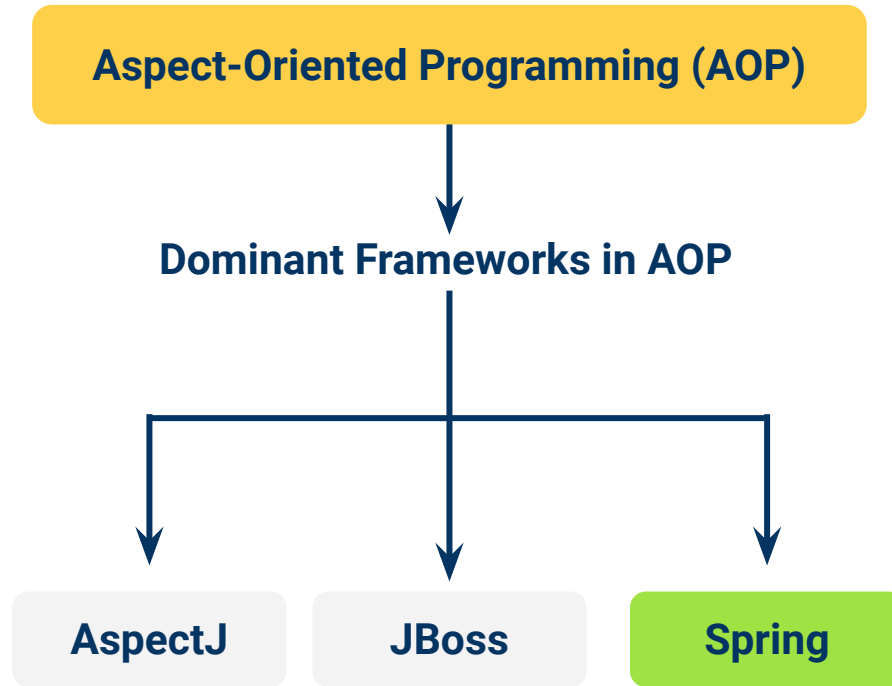 Aspect-Oriented Programming (AOP)
Dominant Frameworks in AOP
AspectJ
JBoss
Spring